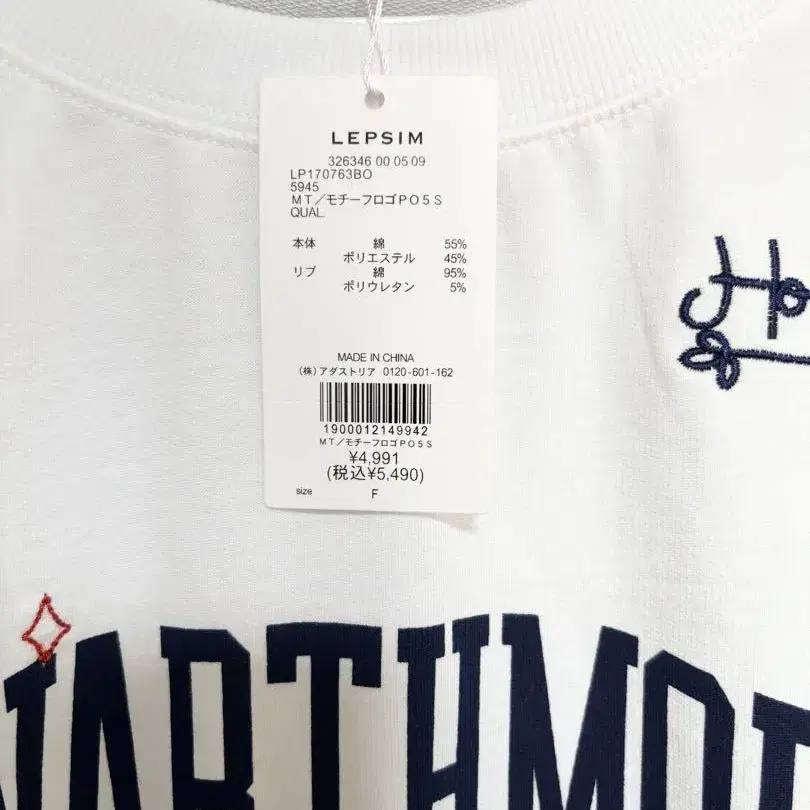 LEPSIM
326346 00 05 09
LP170763BO
5945
MT／モチーフロゴPO5S
QUAL.
本体 綿 55%
ポリエステル 45%
リブ 綿 95%
ポリウレタン 5%
MADE IN CHINA
(株)アダストリア 0120-601-162
1900012149942
MT／モチーフロゴPO5S
¥4,991
(税込¥5,490)
size F
ARTHMO